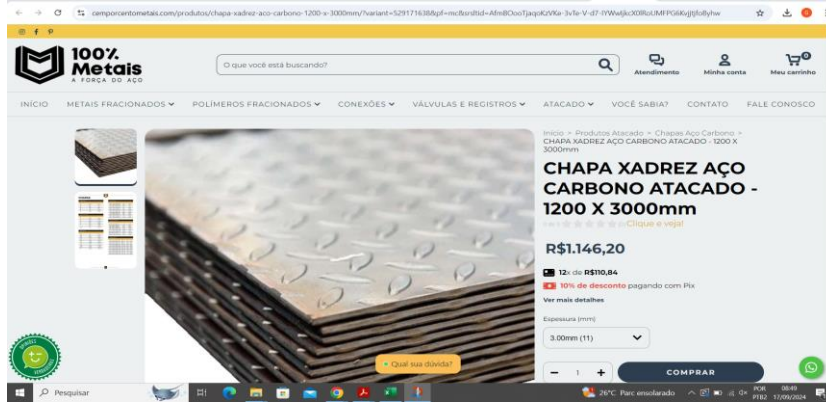 cemporcentometais.com/produtos/chapa-xadrez-aco-carbono-1200-x-3000mm/?variant=529171638&pf=mc&srsltid=
100%
Metais
A FORÇA DO AÇO
O que você está buscando?
Atendimento
Minha conta
0
Meu carrinho
INÍCIO METAIS FRACIONADOS POLÍMEROS FRACIONADOS CONEXÕES VÁLVULAS E REGISTROS ATACADO VOCÊ SABIA? CONTATO FALE CONOSCO
Início > Produtos Atacado > Chapas Aço Carbono >
CHAPA XADREZ AÇO CARBONO ATACADO - 1200 X
3000mm
CHAPA XADREZ AÇO
CARBONO ATACADO -
1200 X 3000mm
Clique e veja!
R$1.146,20
12x de R$110,84
10% de desconto pagando com Pix
Ver mais detalhes
Espessura (mm)
3.00mm (11)
- 1 +
COMPRAR
Qual sua dúvida?
Pesquisar
26°C Parc ensolarado
POR
PTB2
08:49
17/09/2024